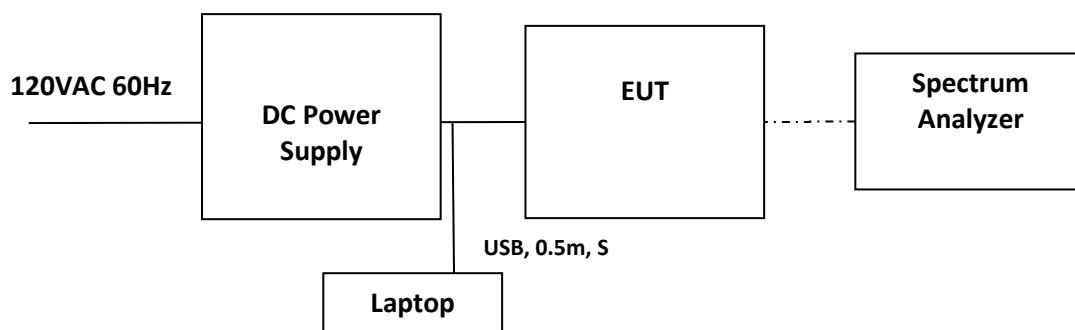 120VAC 60Hz
DC Power
Supply
EUT
Spectrum
Analyzer
USB, 0.5m, S
Laptop